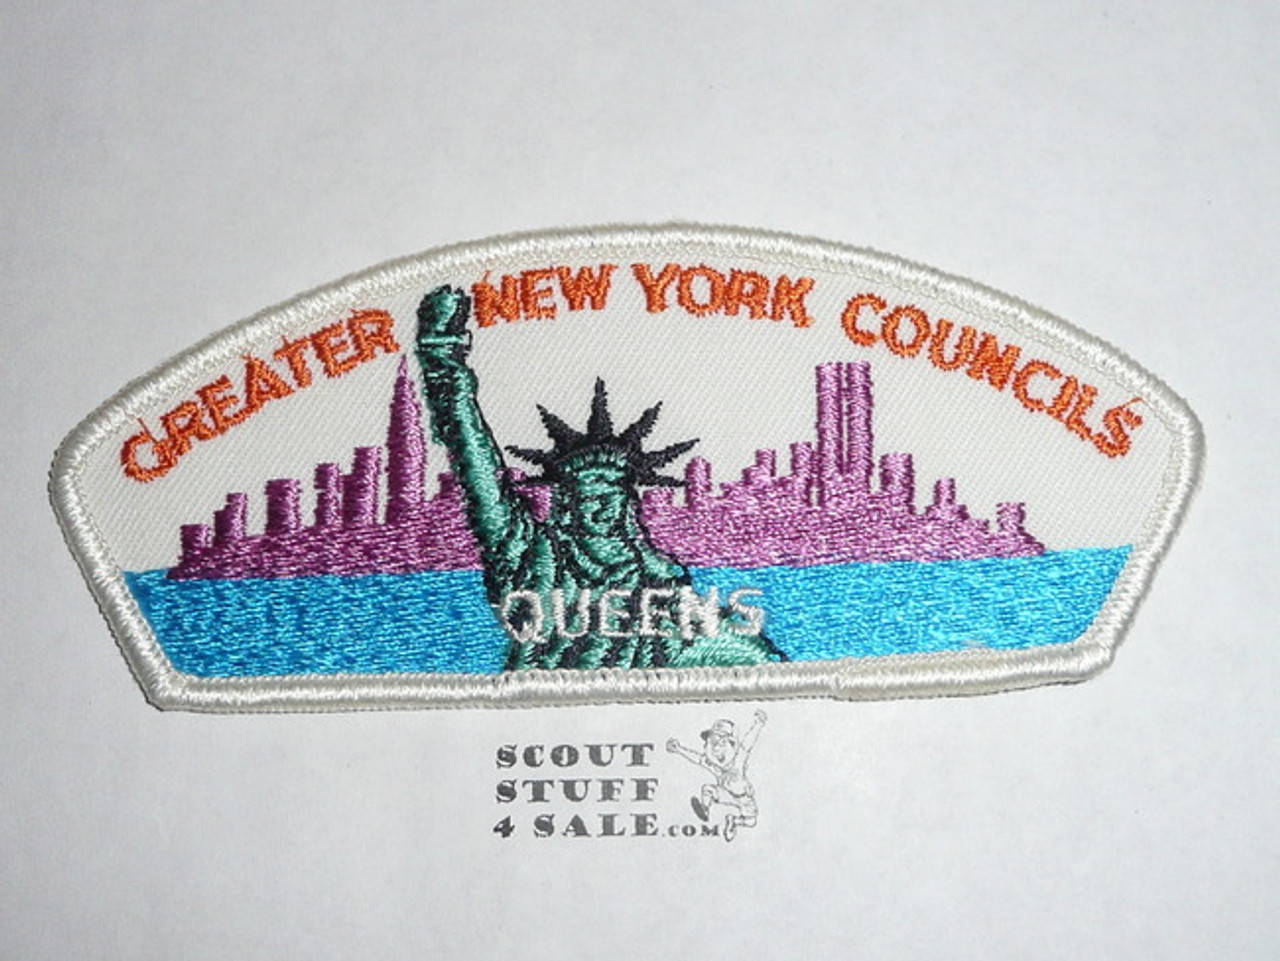 GREATER NEW YORK COUNCILS
QUEENS
SCOUT
STUFF
4 SALE.COM